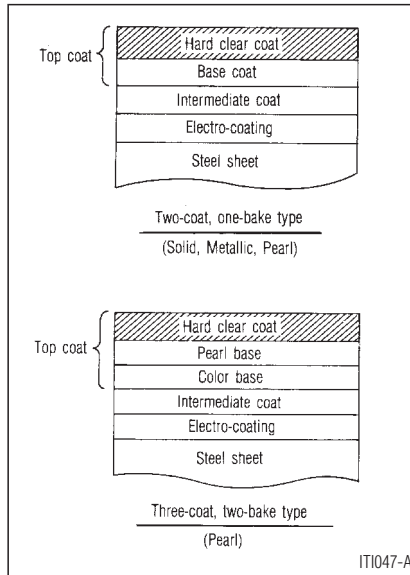 Hard clear coat
Top coat
Base coat
Intermediate coat
Electro-coating
Steel sheet
Two-coat, one-bake type
(Solid, Metallic, Pearl)
Hard clear coat
Top coat
Pearl base
Color base
Intermediate coat
Electro-coating
Steel sheet
Three-coat, two-bake type
(Pearl)
ITI047-A